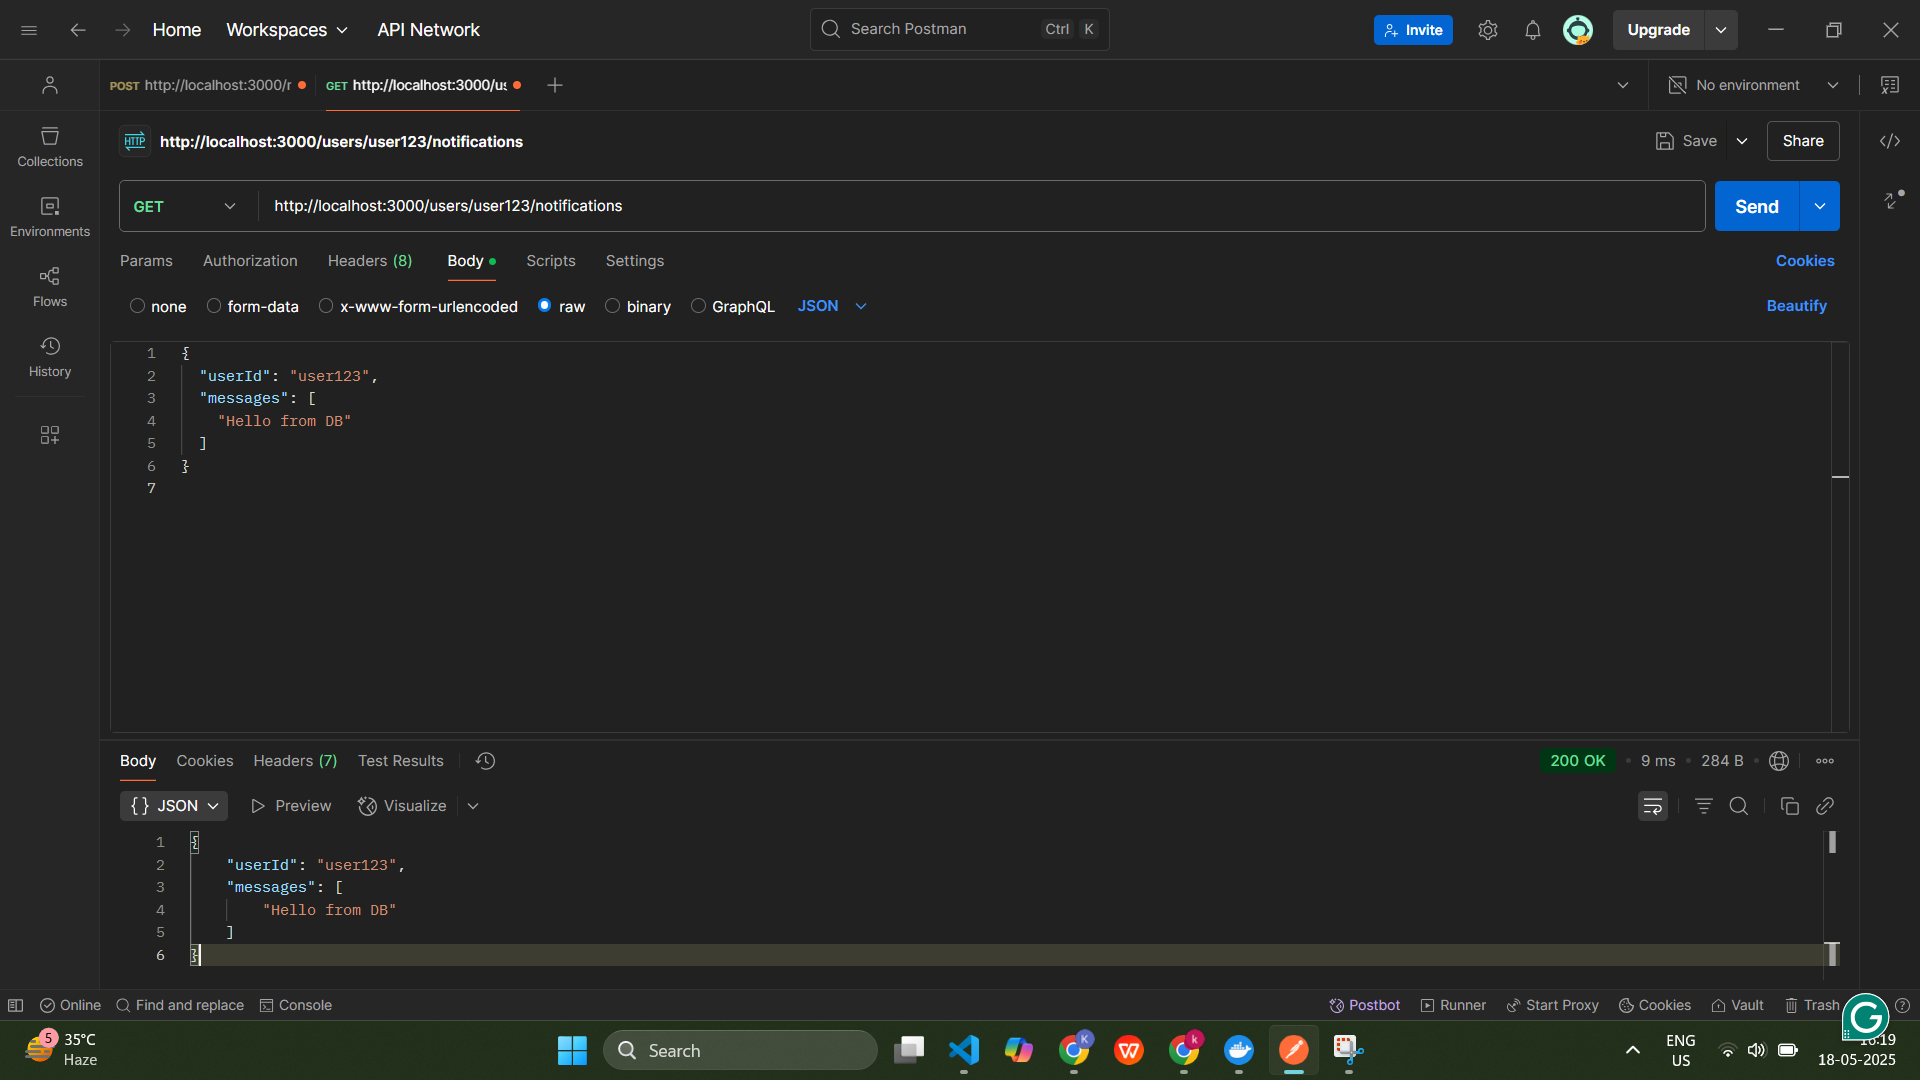 Home Workspaces API Network Search Postman Ctrl K Invite Upgrade
POST http://localhost:3000/r GET http://localhost:3000/us No environment
HTTP http://localhost:3000/users/user123/notifications Save Share
GET http://localhost:3000/users/user123/notifications Send
Params Authorization Headers (8) Body Scripts Settings Cookies
none form-data x-www-form-urlencoded raw binary GraphQL JSON Beautify
Collections
Environments
Flows
History
1 {
2 "userId": "user123",
3 "messages": [
4 "Hello from DB"
5 ]
6 }
7
Body Cookies Headers (7) Test Results 200 OK • 9 ms • 284 B •
{} JSON Preview Visualize
1 {
2 "userId": "user123",
3 "messages": [
4 "Hello from DB"
5 ]
6 }
Online Find and replace Console Postbot Runner Start Proxy Cookies Vault Trash
5 35°C
Haze
Search
K W k
ENG
US
18-05-2025
G